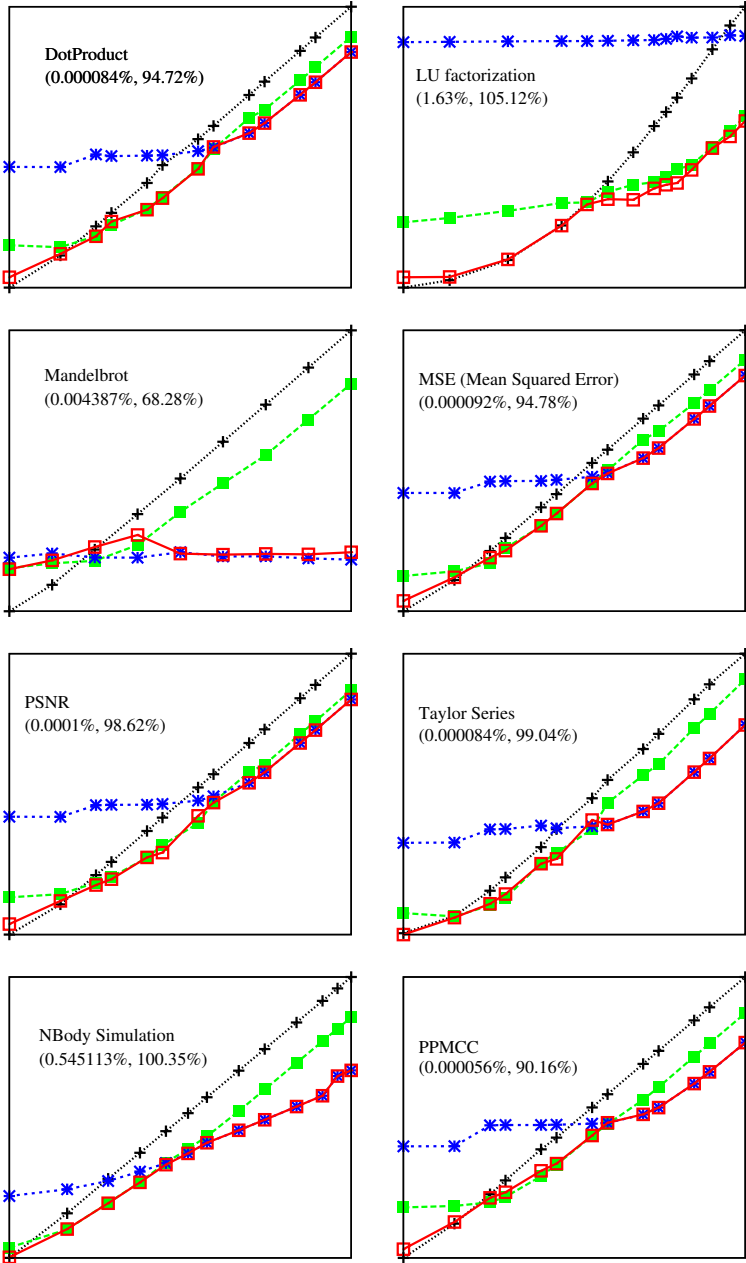 DotProduct
(0.000084%, 94.72%)
LU factorization
(1.63%, 105.12%)
Mandelbrot
(0.004387%, 68.28%)
MSE (Mean Squared Error)
(0.000092%, 94.78%)
PSNR
(0.0001%, 98.62%)
Taylor Series
(0.000084%, 99.04%)
NBody Simulation
(0.545113%, 100.35%)
PPMCC
(0.000056%, 90.16%)